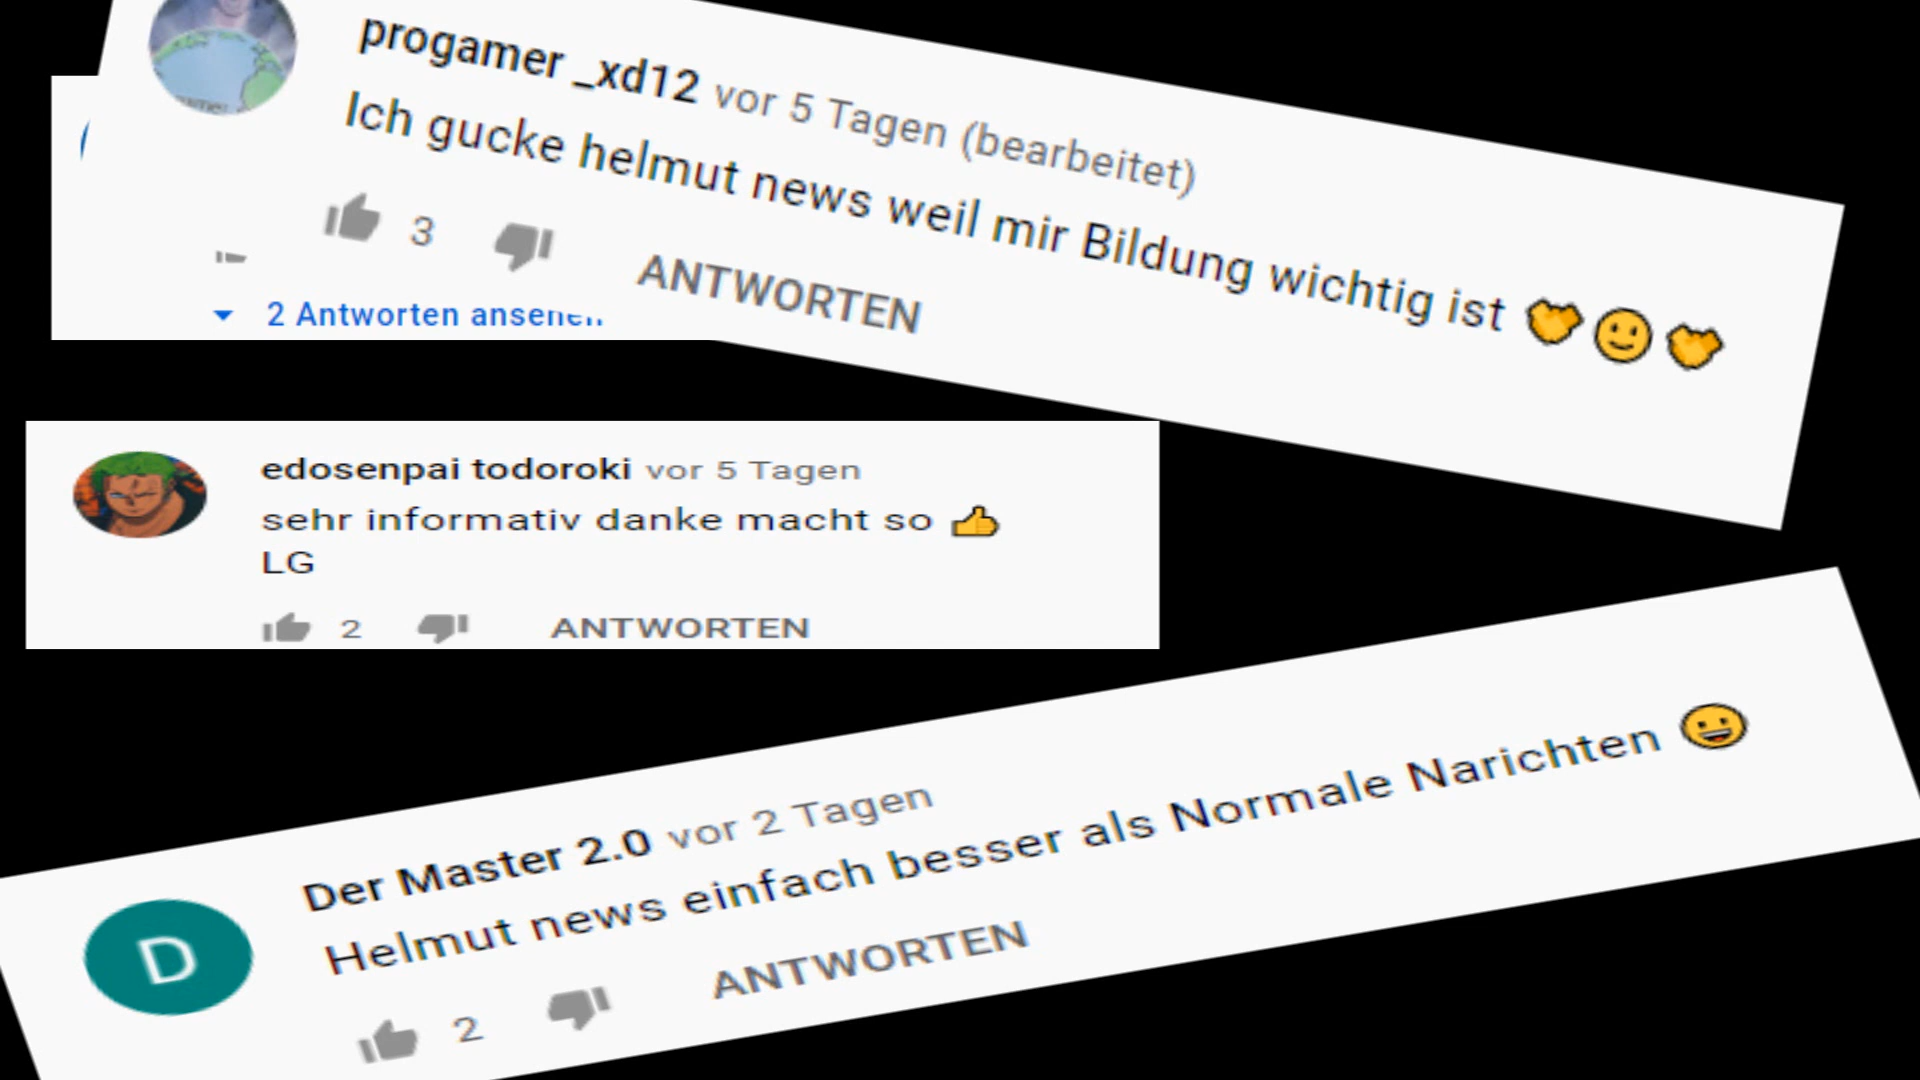 progamer _xd12 vor 5 Tagen (bearbeitet)
Ich gucke helmut news weil mir Bildung wichtig ist 🤝🙂🤝
3 ANTWORTEN
2 Antworten ansehen
edosenpai todoroki vor 5 Tagen
sehr informativ danke macht so 👍
LG
2 ANTWORTEN
Der Master 2.0 vor 2 Tagen
Helmut news einfach besser als Normale Narichten 😀
D
2 ANTWORTEN